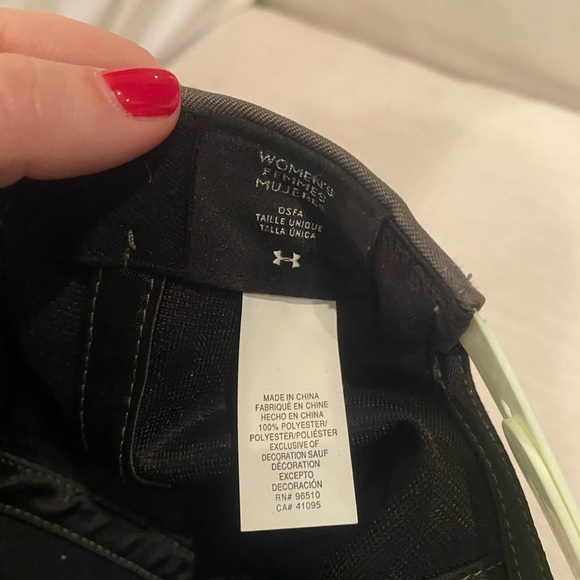 WOMEN'S
FEMMES
MUJERES
OSFA
TAILLE UNIQUE
TALLA ÚNICA
MADE IN CHINA
FABRIQUÉ EN CHINE
HECHO EN CHINA
100% POLYESTER/
POLYESTER/POLIÉSTER
EXCLUSIVE OF
DECORATION SAUF
DÉCORATION
EXCEPTO
DECORACIÓN
RN# 96510
CA# 41095